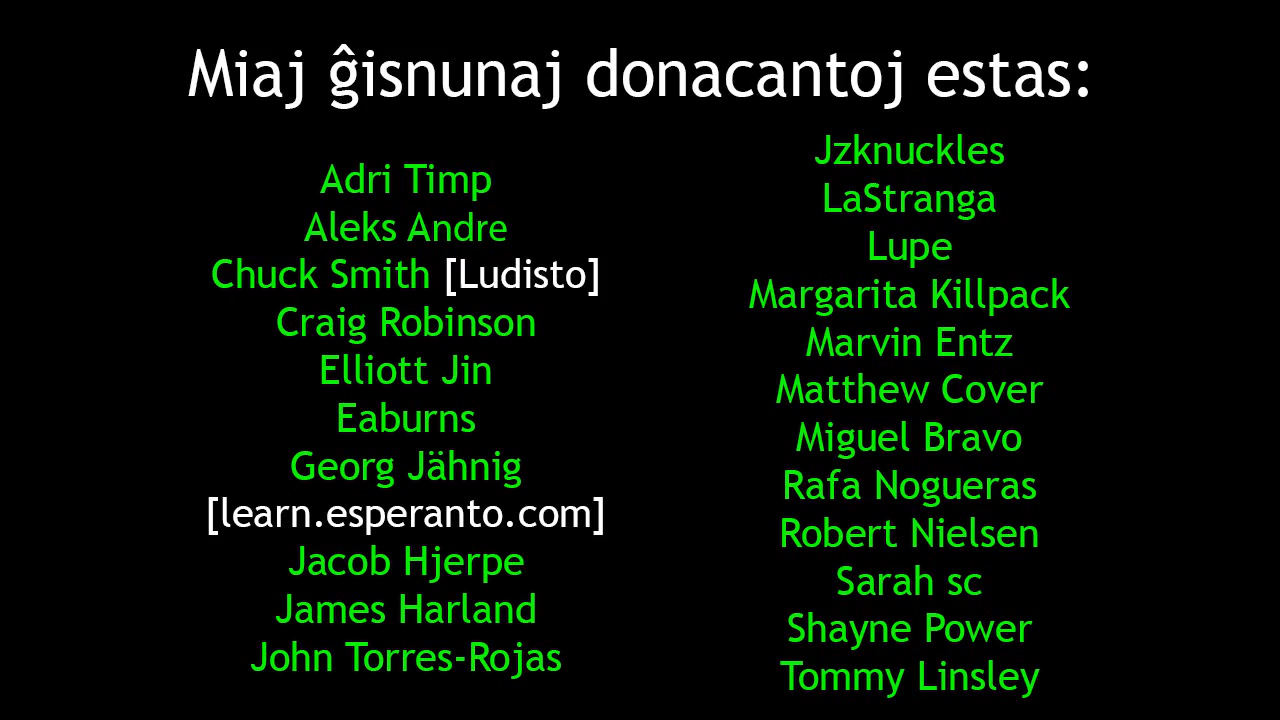 Miaj ĝisnunaj donacantoj estas:
Adri Timp
Aleks Andre
Chuck Smith [Ludisto]
Craig Robinson
Elliott Jin
Eaburns
Georg Jähnig
[learn.esperanto.com]
Jacob Hjerpe
James Harland
John Torres-Rojas
Jzknuckles
LaStranga
Lupe
Margarita Killpack
Marvin Entz
Matthew Cover
Miguel Bravo
Rafa Nogueras
Robert Nielsen
Sarah sc
Shayne Power
Tommy Linsley